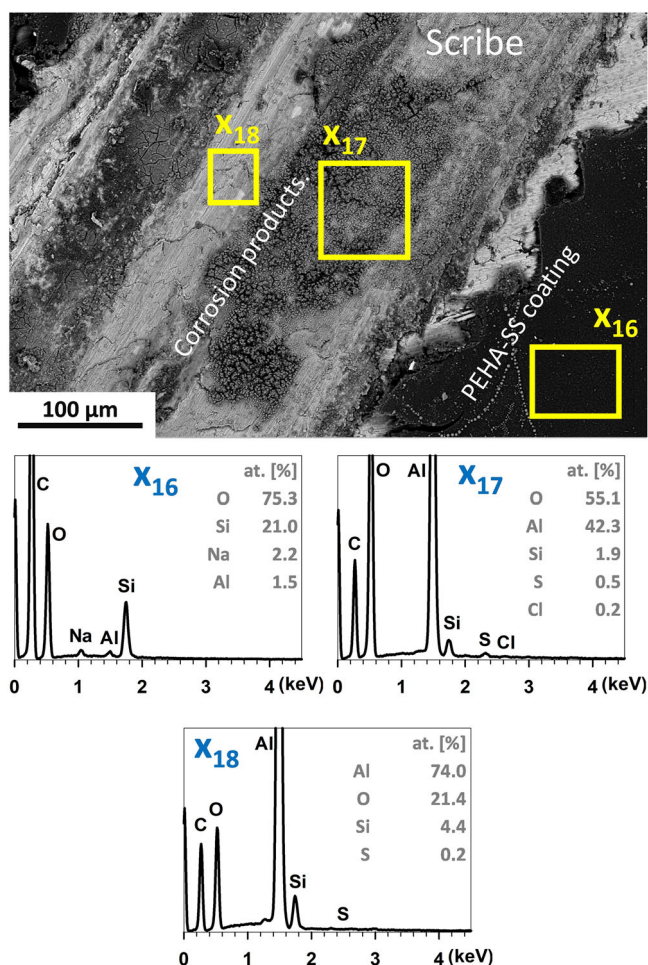 Scribe
X18
X17
Corrosion products.
PEHA-SS coating
X16
100 µm
X16
at. [%]
O 75.3
Si 21.0
Na 2.2
Al 1.5
C
O
Na
Al
Si
0 1 2 3 4 (keV)
X17
at. [%]
O 55.1
Al 42.3
Si 1.9
S 0.5
Cl 0.2
O
Al
C
Si
S
Cl
0 1 2 3 4 (keV)
X18
at. [%]
Al 74.0
O 21.4
Si 4.4
S 0.2
Al
C
O
Si
S
0 1 2 3 4 (keV)